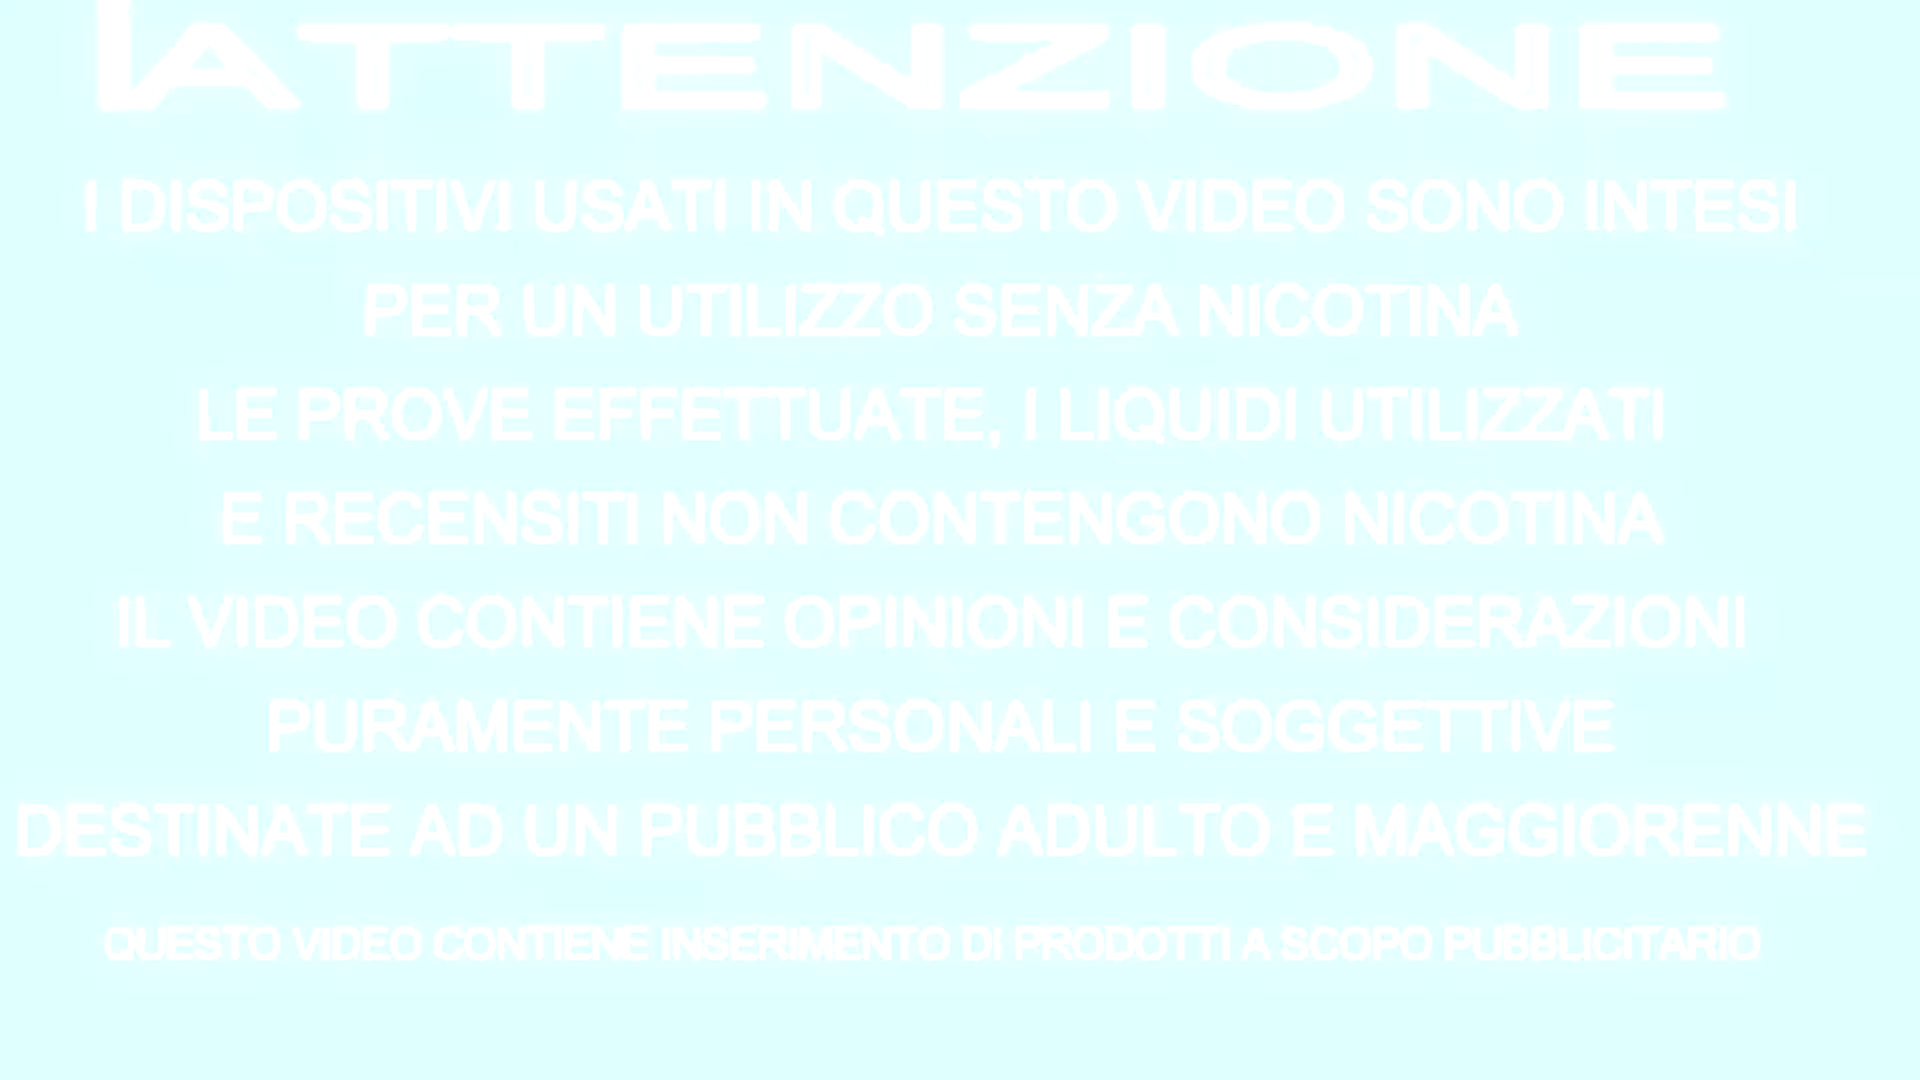 ATTENZIONE
I DISPOSITIVI USATI IN QUESTO VIDEO SONO INTESI
PER UN UTILIZZO SENZA NICOTINA
LE PROVE EFFETTUATE, I LIQUIDI UTILIZZATI
E RECENSITI NON CONTENGONO NICOTINA
IL VIDEO CONTIENE OPINIONI E CONSIDERAZIONI
PURAMENTE PERSONALI E SOGGETTIVE
DESTINATE AD UN PUBBLICO ADULTO E MAGGIORENNE
QUESTO VIDEO CONTIENE INSERIMENTO DI PRODOTTI A SCOPO PUBBLICITARIO